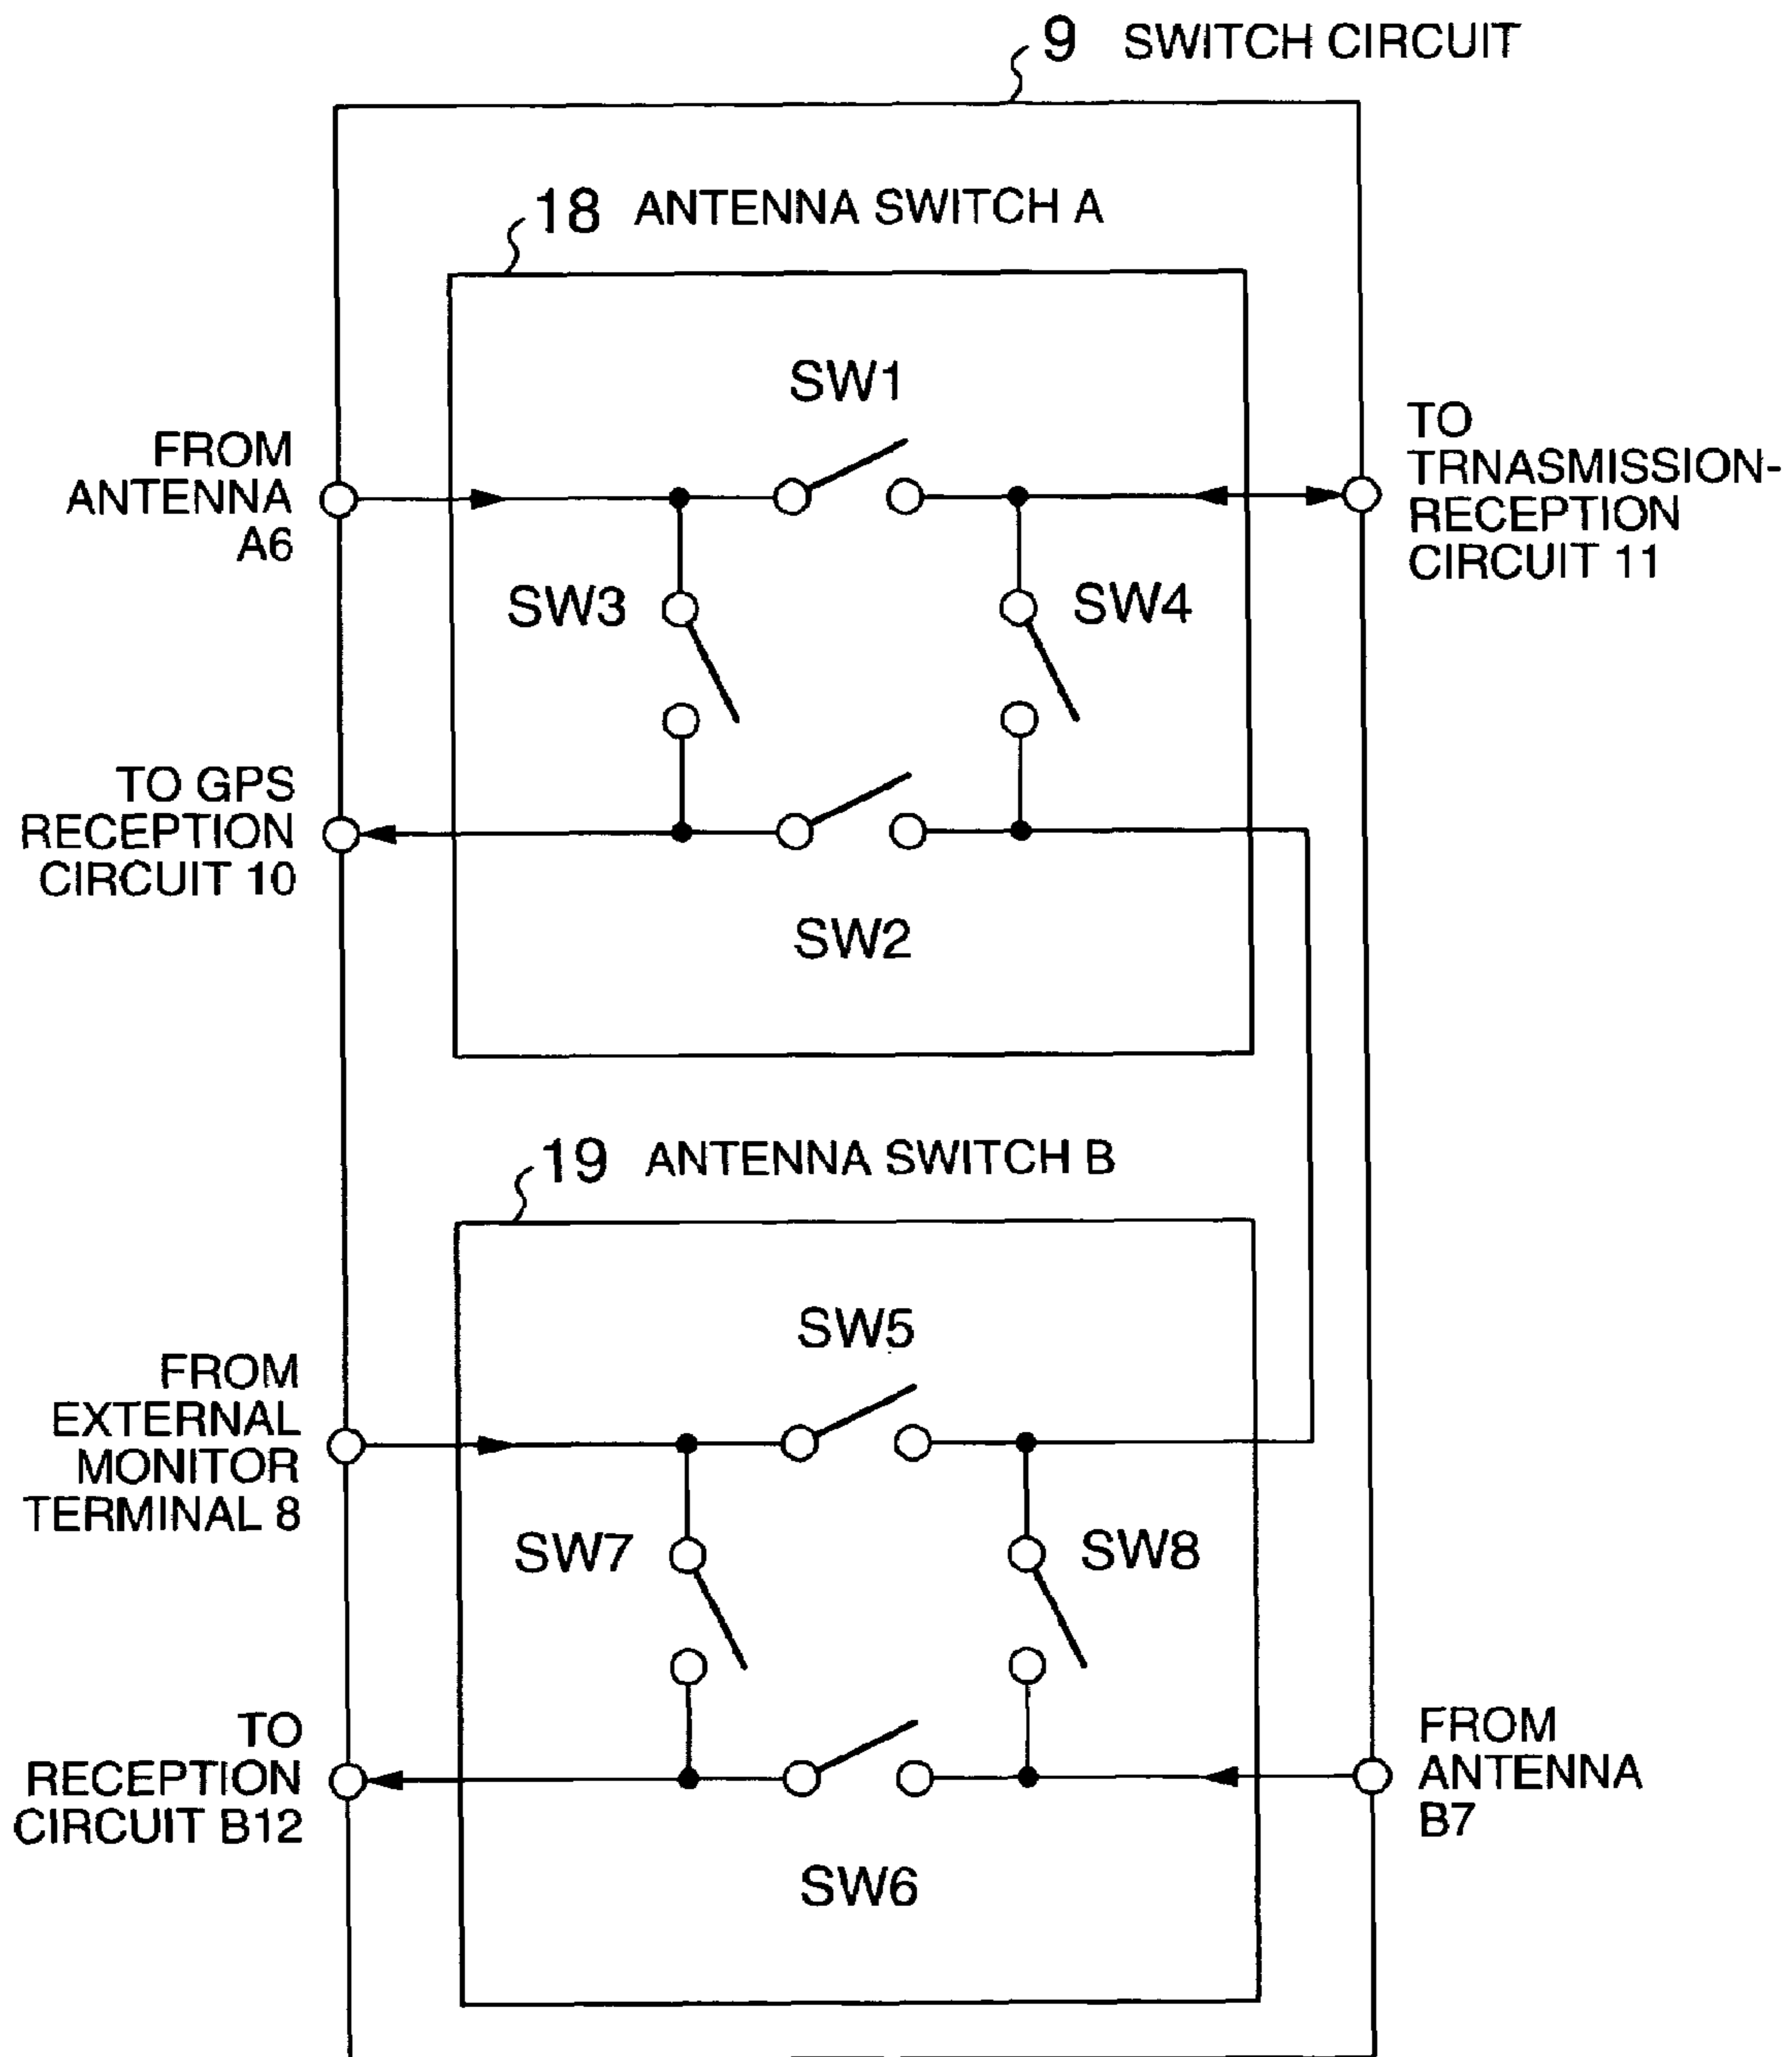 9 SWITCH CIRCUIT
18 ANTENNA SWITCH A
SW1
FROM
ANTENNA
A6
TO
TRNASMISSION-
RECEPTION
CIRCUIT 11
SW3
SW4
TO GPS
RECEPTION
CIRCUIT 10
SW2
19 ANTENNA SWITCH B
SW5
FROM
EXTERNAL
MONITOR
TERMINAL 8
SW7
SW8
TO
RECEPTION
CIRCUIT B12
FROM
ANTENNA
B7
SW6